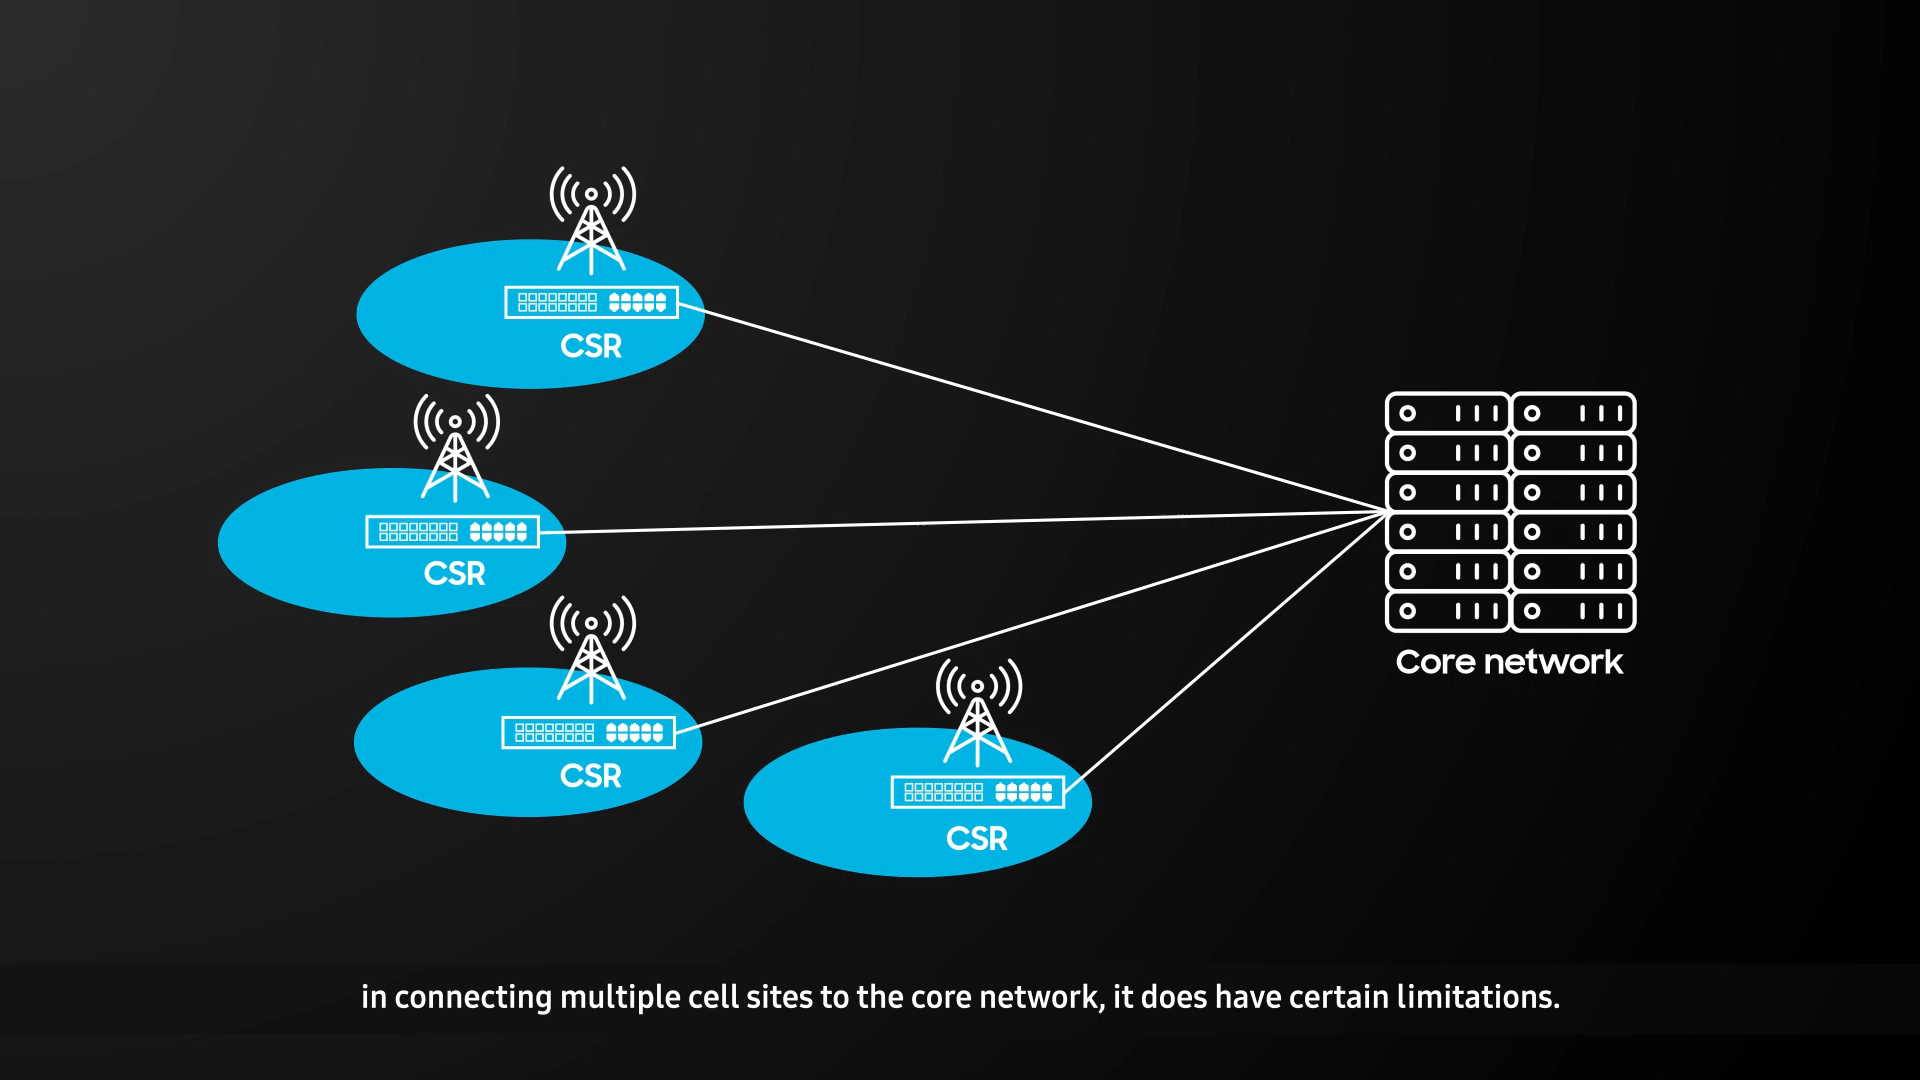 CSR
CSR
CSR
CSR
Core network
in connecting multiple cell sites to the core network, it does have certain limitations.